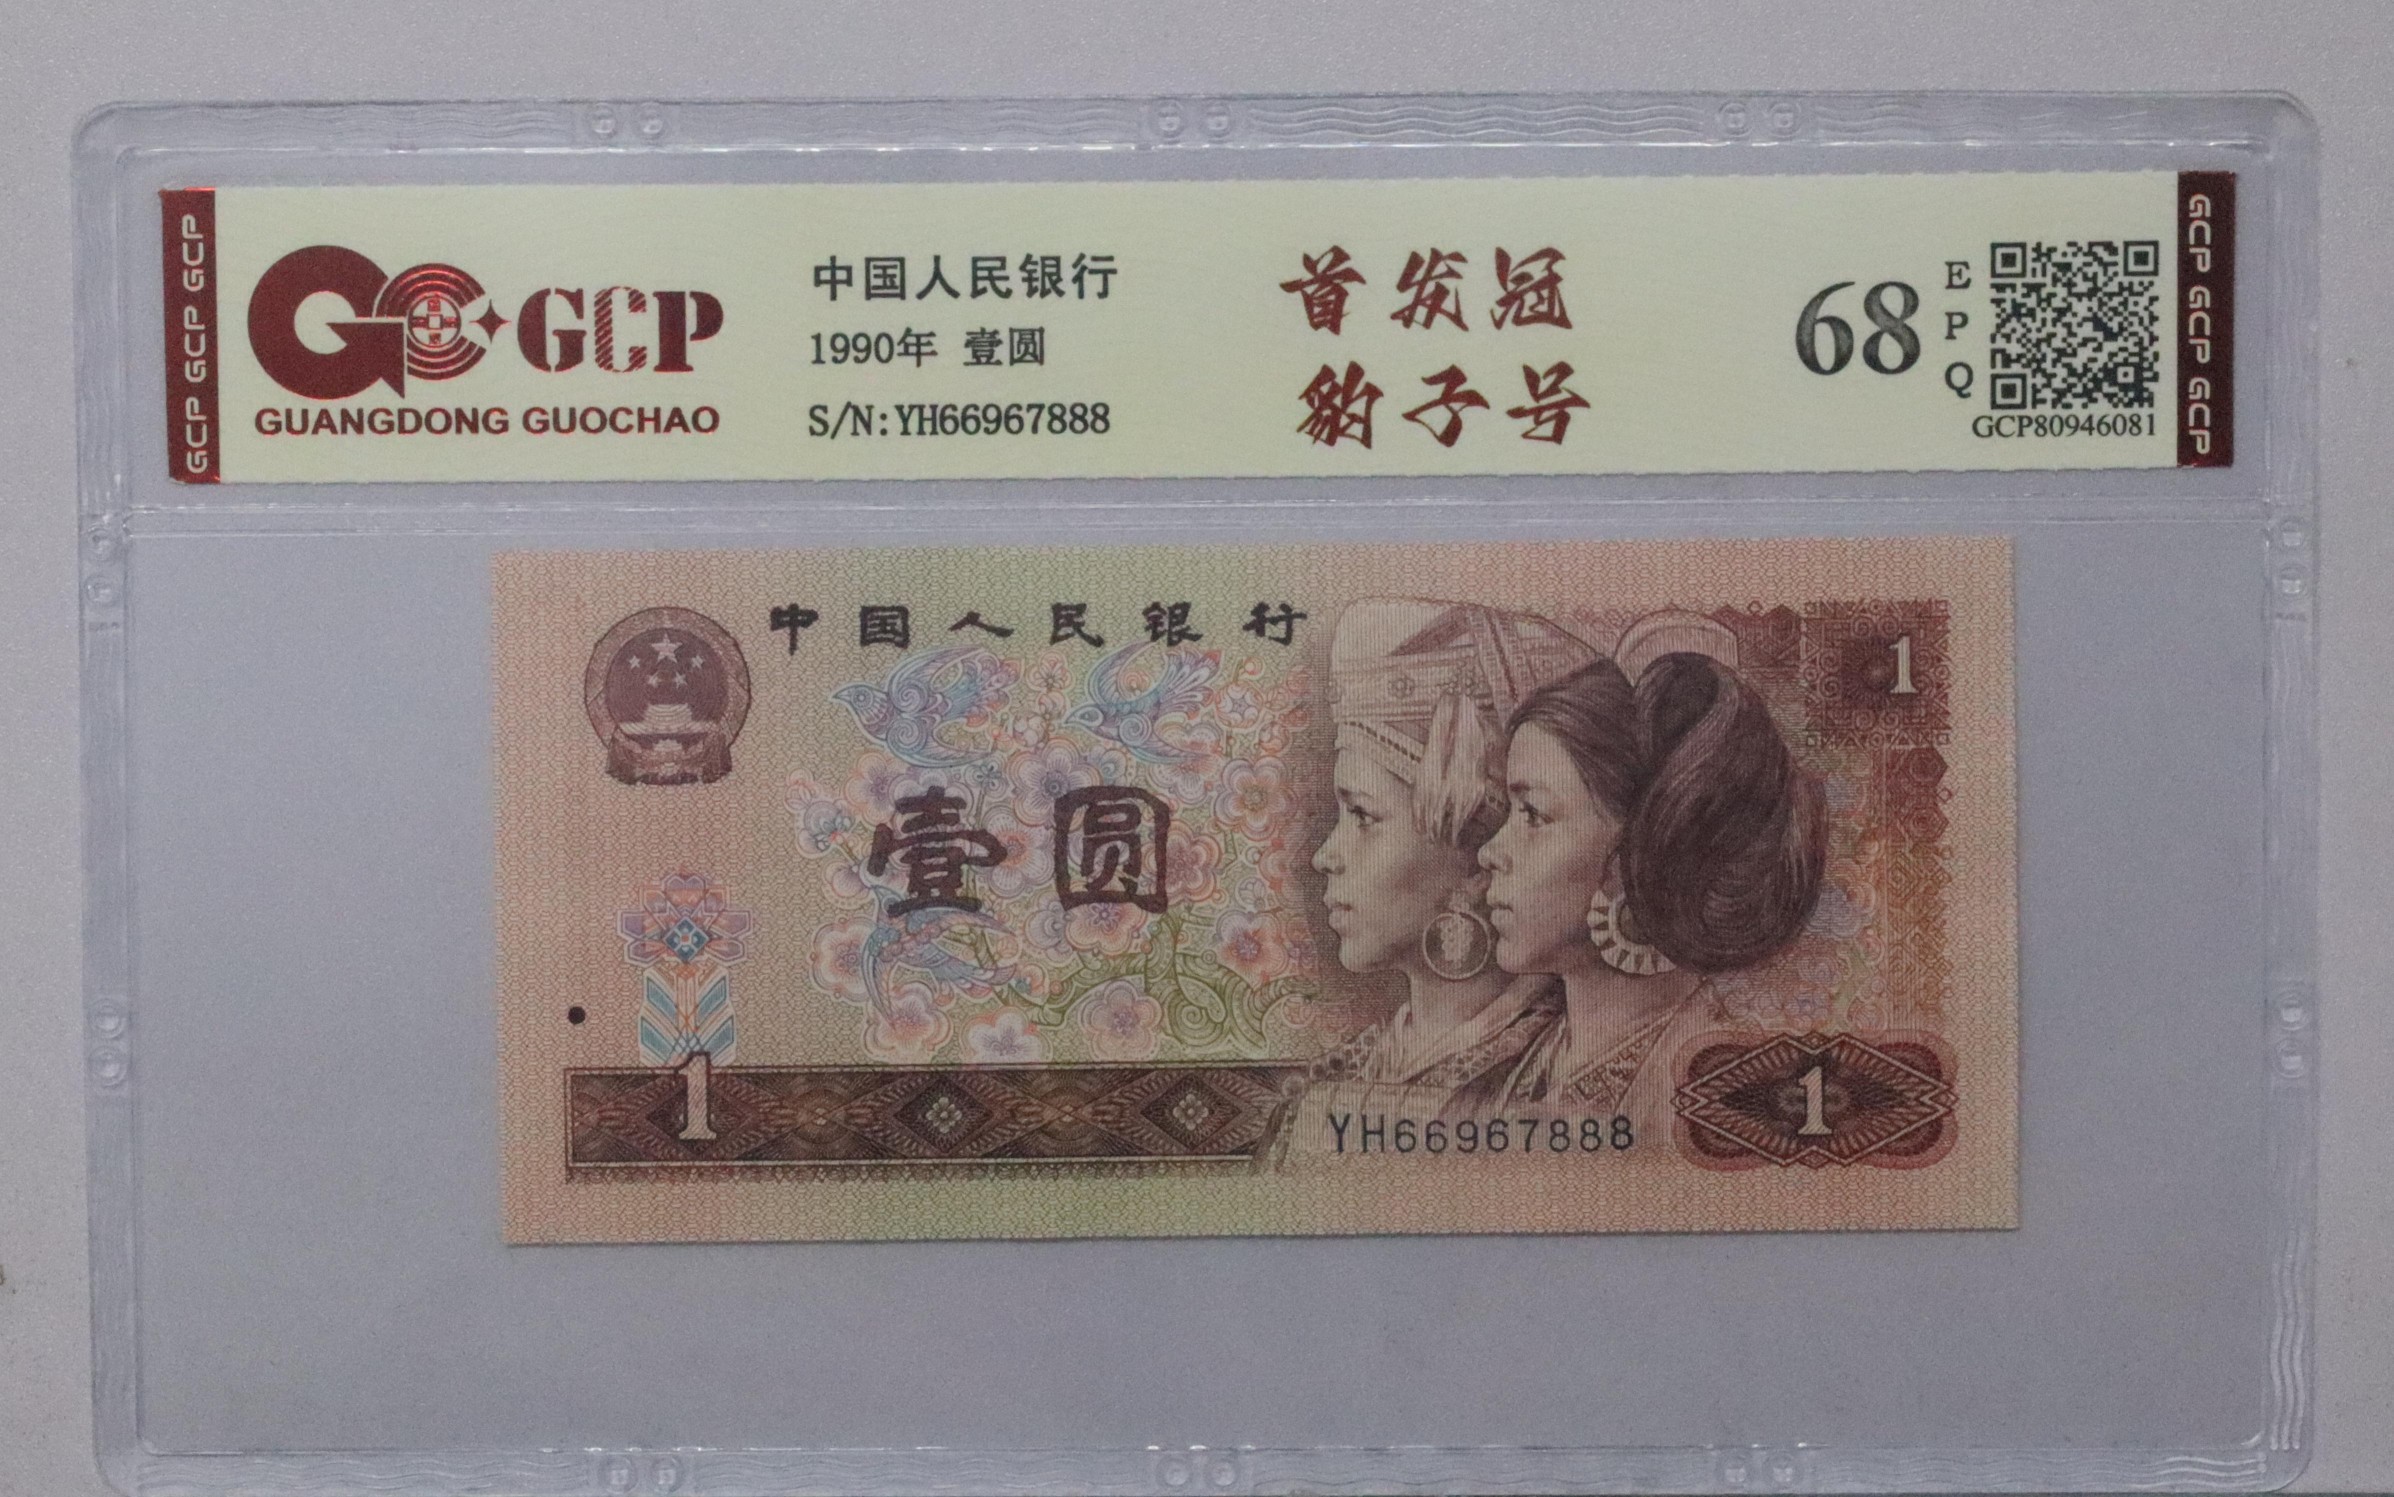 GCP GCP GCP
GCP
GUANGDONG GUOCHAO
中国人民银行
1990年 壹圆
S/N:YH66967888
首发冠
豹子号
68
EPQ
GCP80946081
GCP GCP GCP
中国人民银行
1
壹圆
1
YH66967888
1